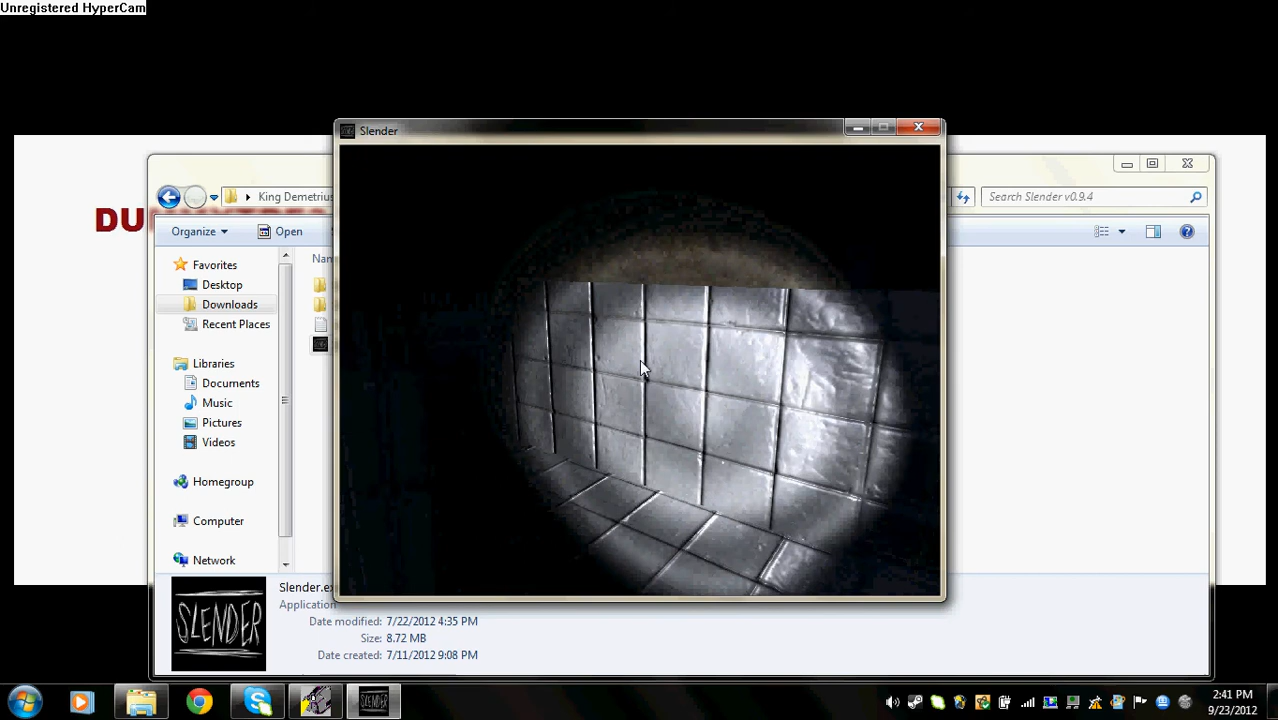 Unregistered HyperCam
Slender
King Demetrius
Search Slender v0.9.4
DU
Organize
Open
Nan
Favorites
Desktop
Downloads
Recent Places
Libraries
Documents
Music
Pictures
Videos
Homegroup
Computer
Network
SLENDER
Slender.ex
Application
Date modified: 7/22/2012 4:35 PM
Size: 8.72 MB
Date created: 7/11/2012 9:08 PM
2:41 PM
9/23/2012